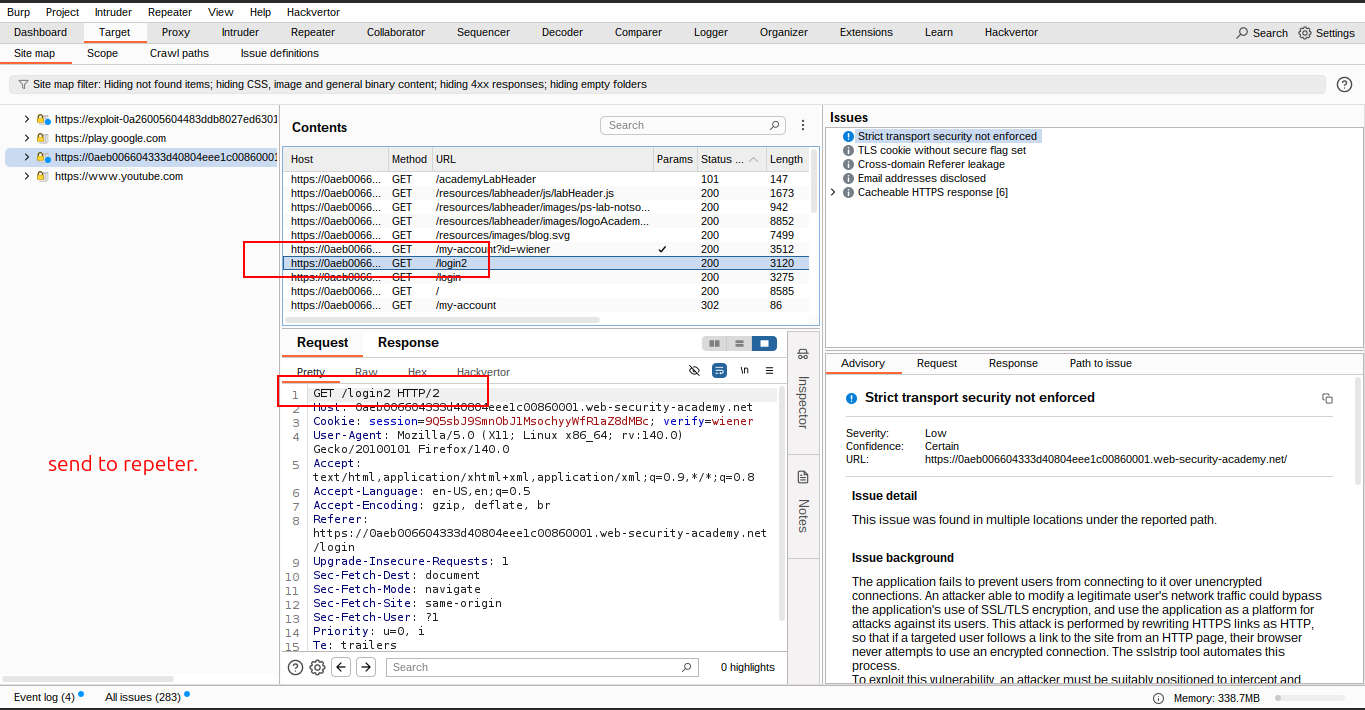 Burp Project Intruder Repeater View Help Hackvertor
Dashboard Target Proxy Intruder Repeater Collaborator Sequencer Decoder Comparer Logger Organizer Extensions Learn Hackvertor Search Settings
Site map Scope Crawl paths Issue definitions
Site map filter: Hiding not found items; hiding CSS, image and general binary content; hiding 4xx responses; hiding empty folders
https://exploit-0a26005604483ddb8027ed6301
https://play.google.com
https://0aeb006604333d40804eee1c00860001
https://www.youtube.com
send to repeter.
Contents
Search
Host Method URL Params Status ... Length
https://0aeb0066... GET /academyLabHeader 101 147
https://0aeb0066... GET /resources/labheader/js/labHeader.js 200 1673
https://0aeb0066... GET /resources/labheader/images/ps-lab-notso... 200 942
https://0aeb0066... GET /resources/labheader/images/logoAcadem... 200 8852
https://0aeb0066... GET /resources/images/blog.svg 200 7499
https://0aeb0066... GET /my-account?id=wiener ✓ 200 3512
https://0aeb0066... GET /login2 200 3120
https://0aeb0066... GET /login 200 3275
https://0aeb0066... GET / 200 8585
https://0aeb0066... GET /my-account 302 86
Request Response
Pretty Raw Hex Hackvertor
\n
1 GET /login2 HTTP/2
2 Host: 0aeb006604333d40804eee1c00860001.web-security-academy.net
3 Cookie: session=9Q5sbJ9SmnObJ1MsochyyWfR1aZ8dMBc; verify=wiener
4 User-Agent: Mozilla/5.0 (X11; Linux x86_64; rv:140.0)
Gecko/20100101 Firefox/140.0
5 Accept:
text/html,application/xhtml+xml,application/xml;q=0.9,*/*;q=0.8
6 Accept-Language: en-US,en;q=0.5
7 Accept-Encoding: gzip, deflate, br
8 Referer:
https://0aeb006604333d40804eee1c00860001.web-security-academy.net
/login
9 Upgrade-Insecure-Requests: 1
10 Sec-Fetch-Dest: document
11 Sec-Fetch-Mode: navigate
12 Sec-Fetch-Site: same-origin
13 Sec-Fetch-User: ?1
14 Priority: u=0, i
15 Te: trailers
Search
0 highlights
Inspector
Notes
Issues
Strict transport security not enforced
TLS cookie without secure flag set
Cross-domain Referer leakage
Email addresses disclosed
Cacheable HTTPS response [6]
Advisory Request Response Path to issue
Strict transport security not enforced
Severity: Low
Confidence: Certain
URL: https://0aeb006604333d40804eee1c00860001.web-security-academy.net/
Issue detail
This issue was found in multiple locations under the reported path.
Issue background
The application fails to prevent users from connecting to it over unencrypted
connections. An attacker able to modify a legitimate user's network traffic could bypass
the application's use of SSL/TLS encryption, and use the application as a platform for
attacks against its users. This attack is performed by rewriting HTTPS links as HTTP,
so that if a targeted user follows a link to the site from an HTTP page, their browser
never attempts to use an encrypted connection. The sslstrip tool automates this
process.
To exploit this vulnerability, an attacker must be suitably positioned to intercept and
Event log (4) All issues (283) Memory: 338.7MB